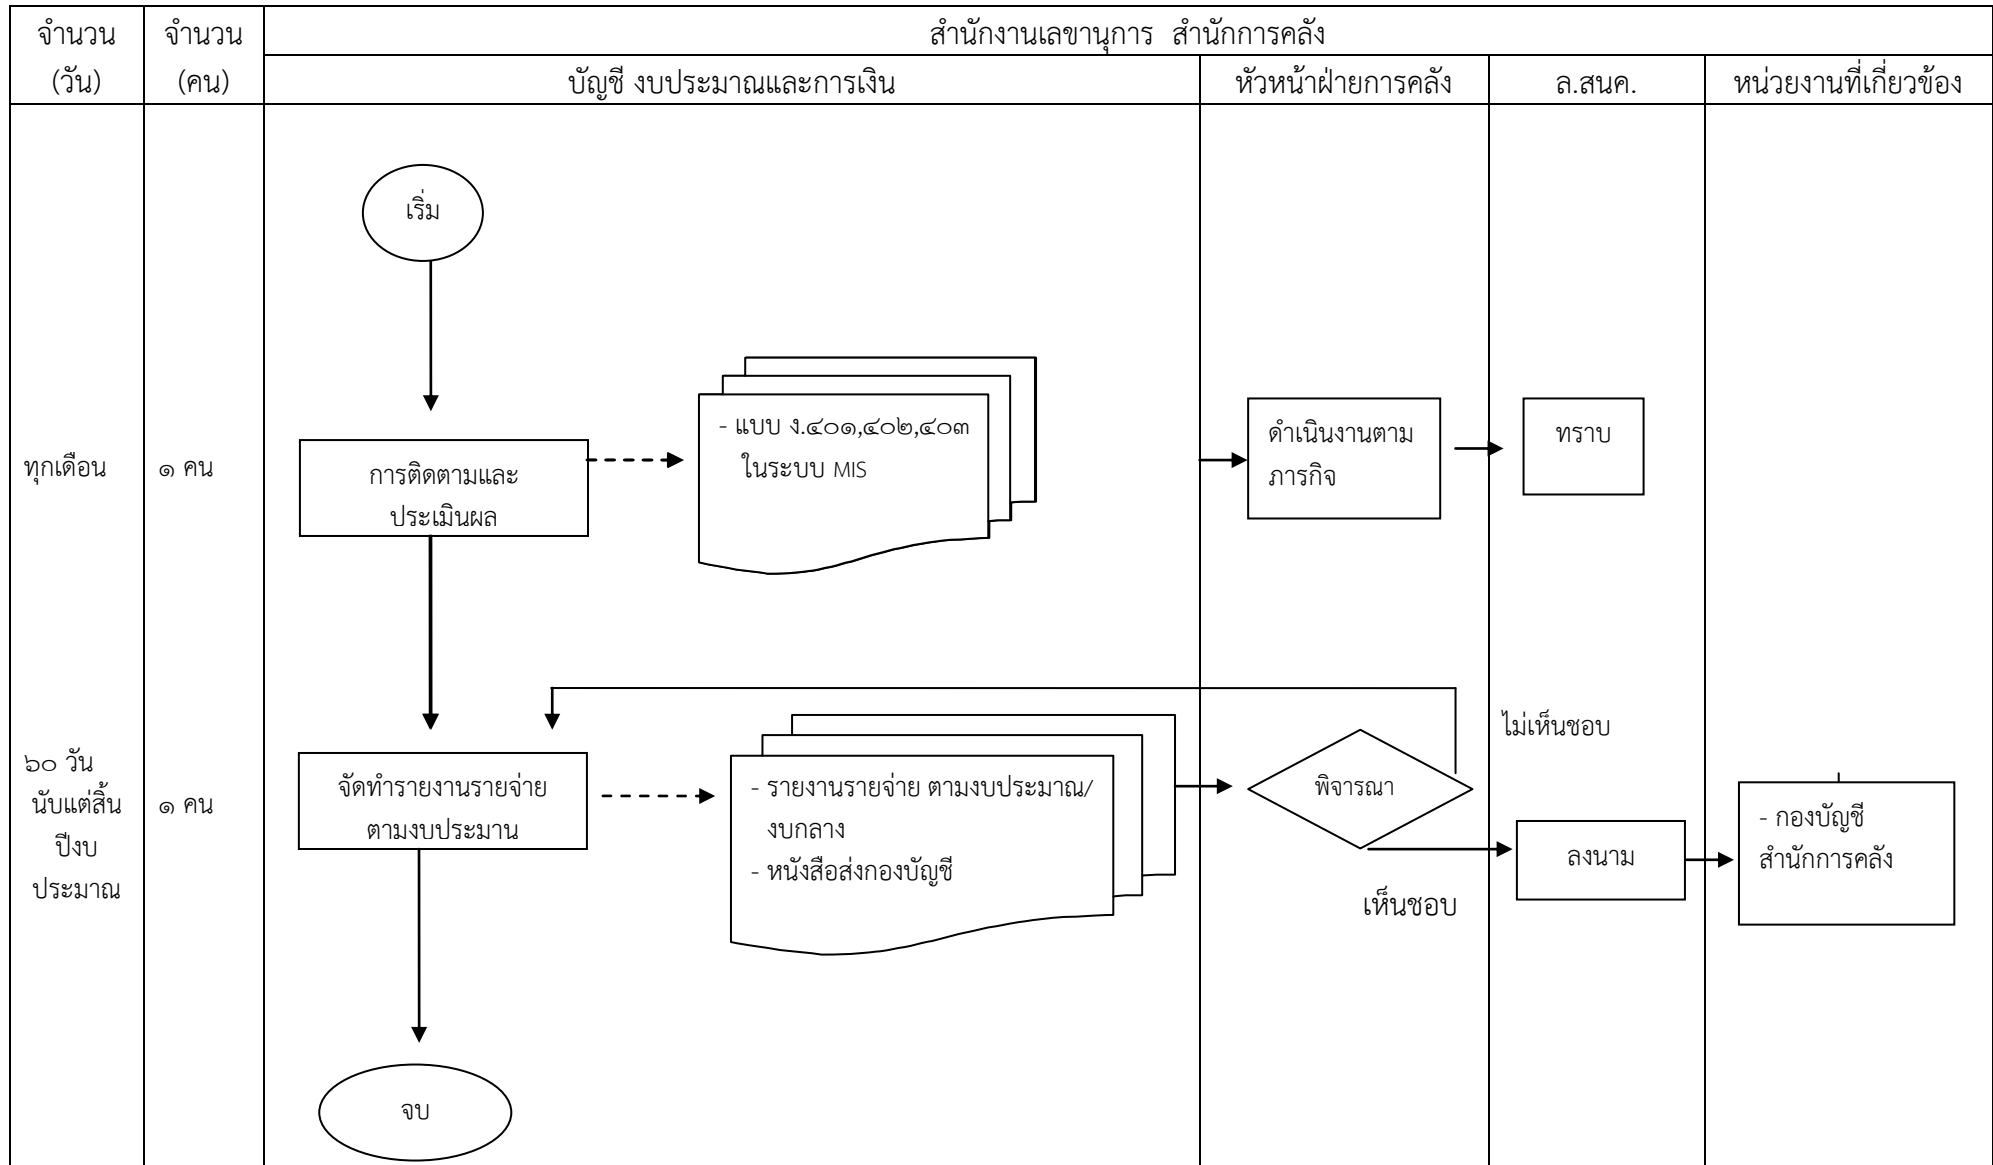 จำนวน
(วัน)
จำนวน
(คน)
สำนักงานเลขานุการ สำนักการคลัง
บัญชี งบประมาณและการเงิน
หัวหน้าฝ่ายการคลัง
ล.สนค.
หน่วยงานที่เกี่ยวข้อง
เริ่ม
ทุกเดือน
๑ คน
การติดตามและ
ประเมินผล
- แบบ ง.๔๐๑,๔๐๒,๔๐๓
ในระบบ MIS
ดำเนินงานตาม
ภารกิจ
ทราบ
๖๐ วัน
นับแต่สิ้น
ปีงบ
ประมาณ
๑ คน
จัดทำรายงานรายจ่าย
ตามงบประมาน
- รายงานรายจ่าย ตามงบประมาณ/
งบกลาง
- หนังสือส่งกองบัญชี
พิจารณา
ไม่เห็นชอบ
เห็นชอบ
ลงนาม
- กองบัญชี
สำนักการคลัง
จบ